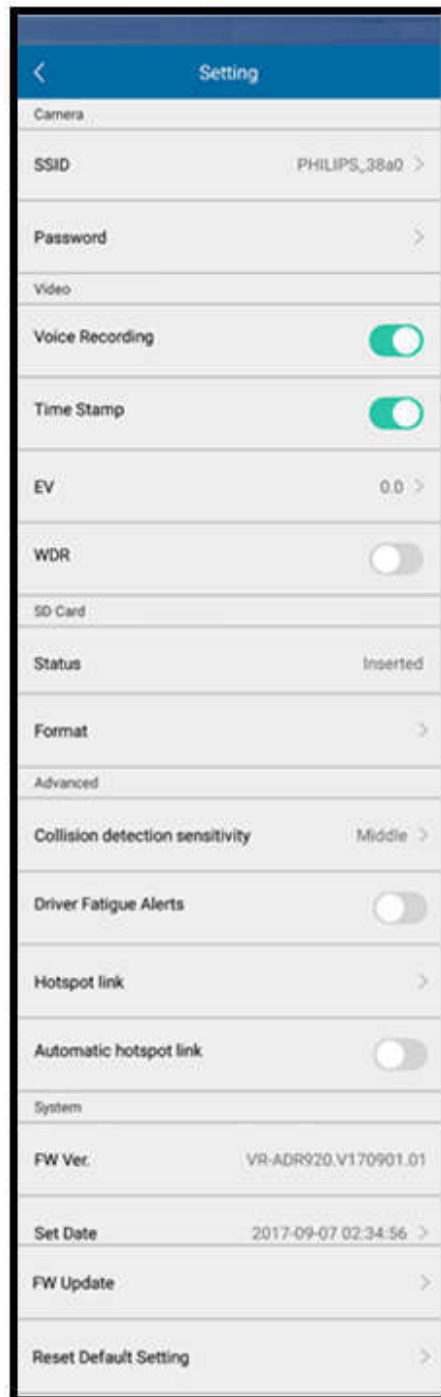 Setting
Camera
SSID PHILIPS_38a0 >
Password >
Video
Voice Recording
Time Stamp
EV 0.0 >
WDR
SD Card
Status Inserted
Format >
Advanced
Collision detection sensitivity Middle >
Driver Fatigue Alerts
Hotspot link >
Automatic hotspot link
System
FW Ver. VR-ADR920.V170901.01
Set Date 2017-09-07 02:34:56 >
FW Update >
Reset Default Setting >